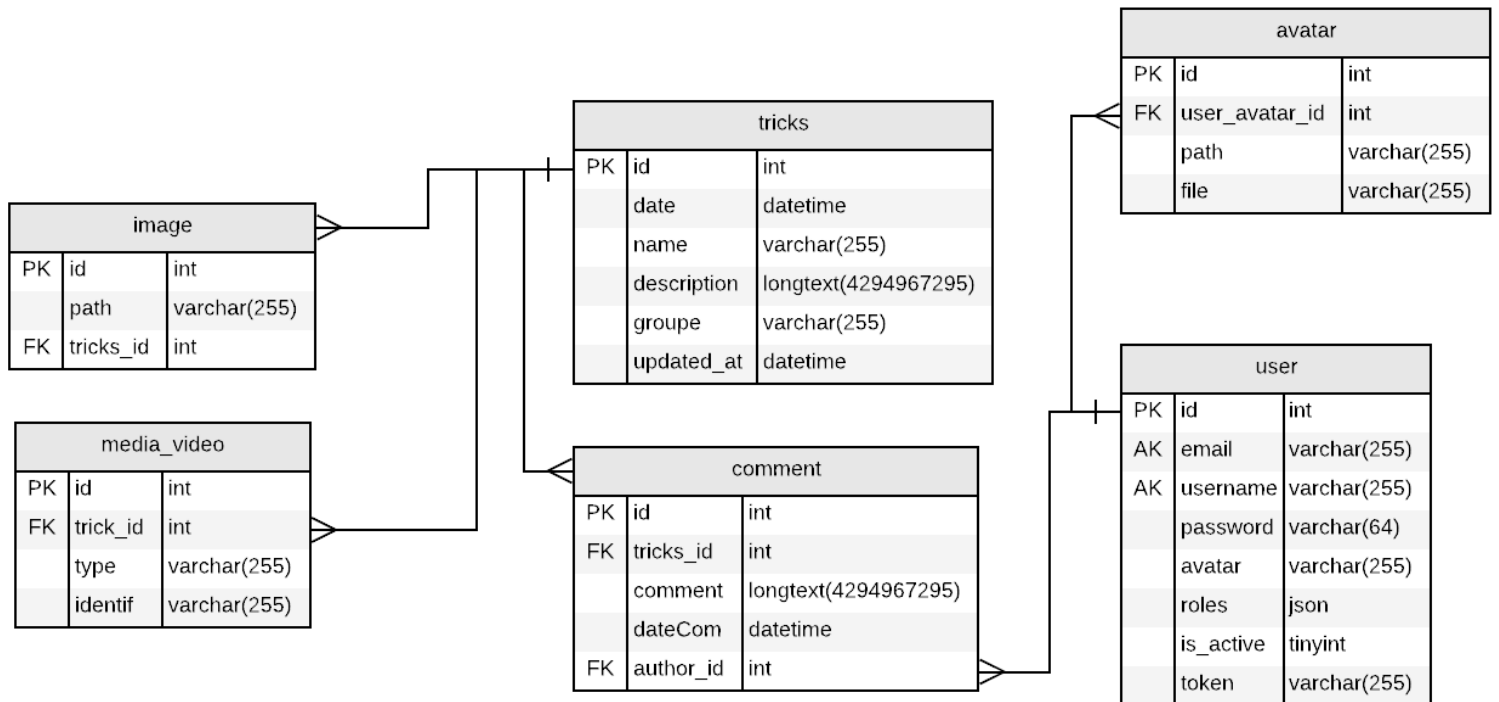 avatar
PK id int
FK user_avatar_id int
path varchar(255)
file varchar(255)
tricks
PK id int
date datetime
name varchar(255)
description longtext(4294967295)
groupe varchar(255)
updated_at datetime
image
PK id int
path varchar(255)
FK tricks_id int
media_video
PK id int
FK trick_id int
type varchar(255)
identif varchar(255)
comment
PK id int
FK tricks_id int
comment longtext(4294967295)
dateCom datetime
FK author_id int
user
PK id int
AK email varchar(255)
AK username varchar(255)
password varchar(64)
avatar varchar(255)
roles json
is_active tinyint
token varchar(255)